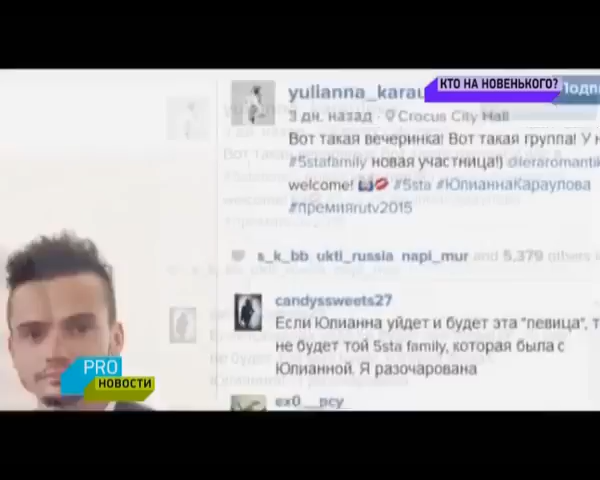 КТО НА НОВЕНЬКОГО?
yulianna_karau
3 дн. назад Crocus City Hall
Вот такая вечеринка! Вот такая группа! У н
#5stafamily новая участница!) @leraromantik
welcome! #5sta #ЮлианнаКараулова
#премияrutv2015
s_k_bb ukti_russia napi_mur and 5,379 others
candyssweets27
Если Юлианна уйдет и будет эта "певица", т
не будет той 5sta family, которая была с
Юлианной. Я разочарована
PRO
НОВОСТИ